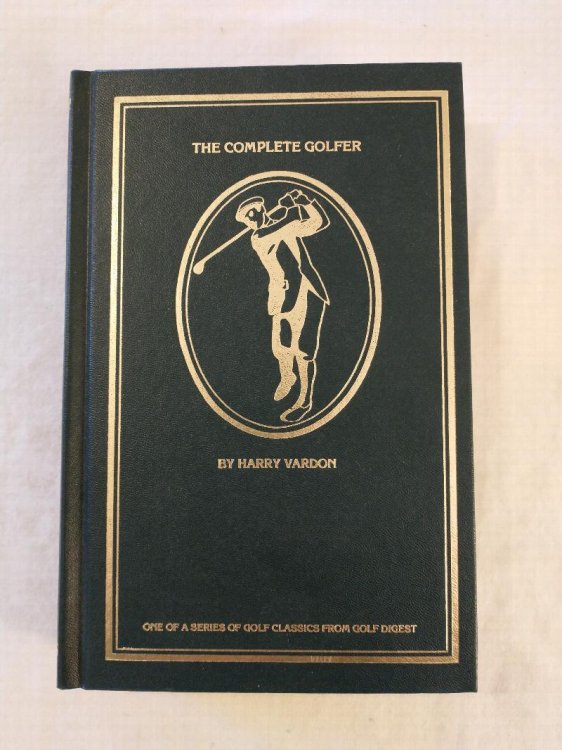 THE COMPLETE GOLFER
BY HARRY VARDON
ONE OF A SERIES OF GOLF CLASSICS FROM GOLF DIGEST